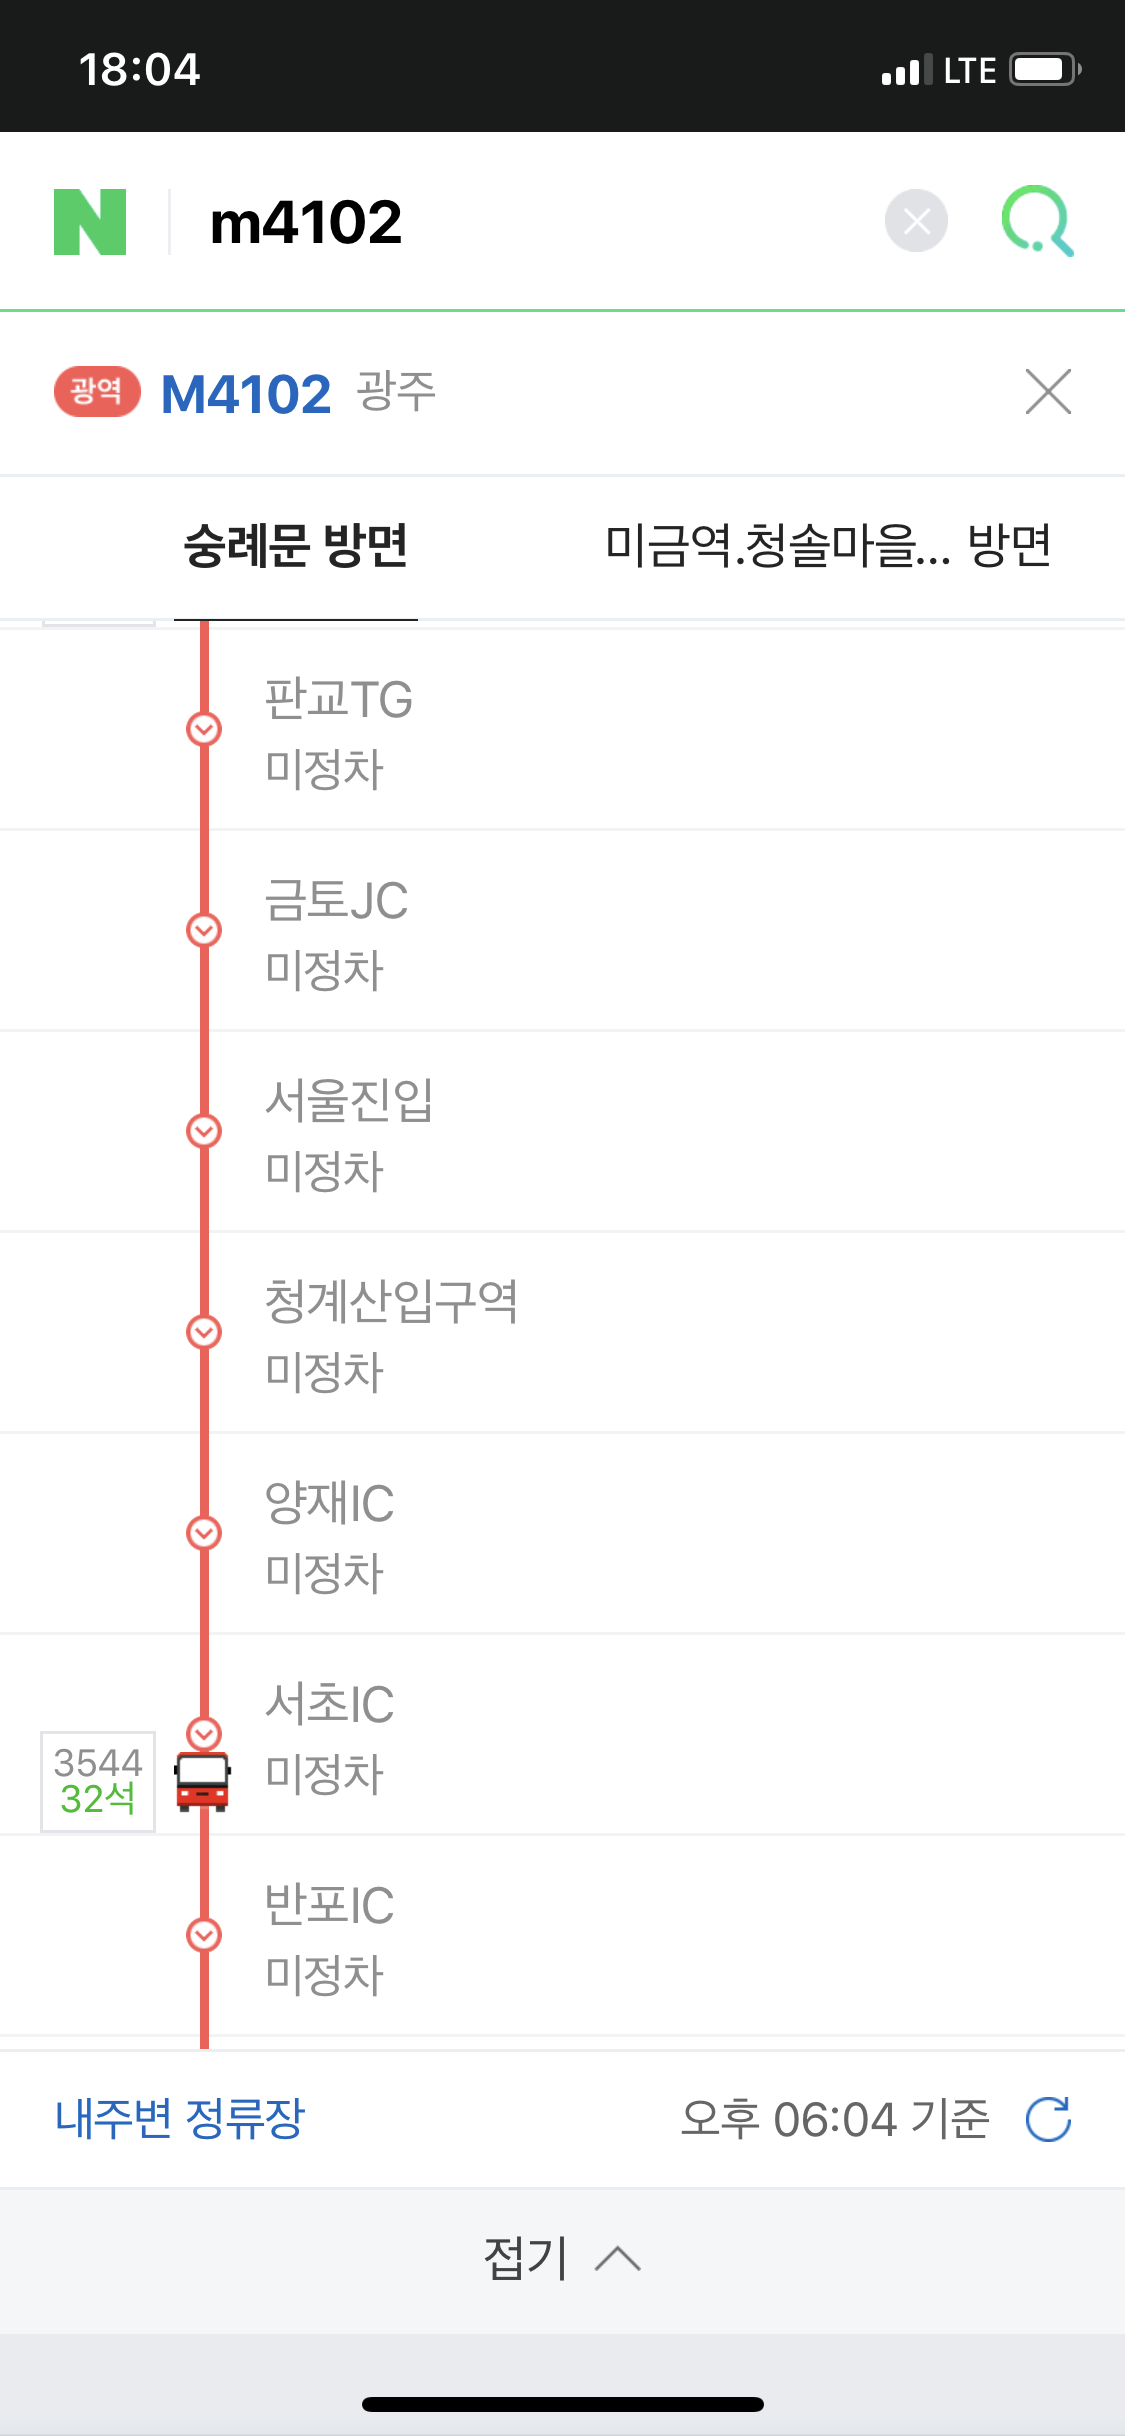 18:04 LTE
N m4102
광역 M4102 광주
숭례문 방면 미금역.청솔마을... 방면
판교TG
미정차
금토JC
미정차
서울진입
미정차
청계산입구역
미정차
양재IC
미정차
서초IC
3544
32석
미정차
반포IC
미정차
내주변 정류장 오후 06:04 기준
접기